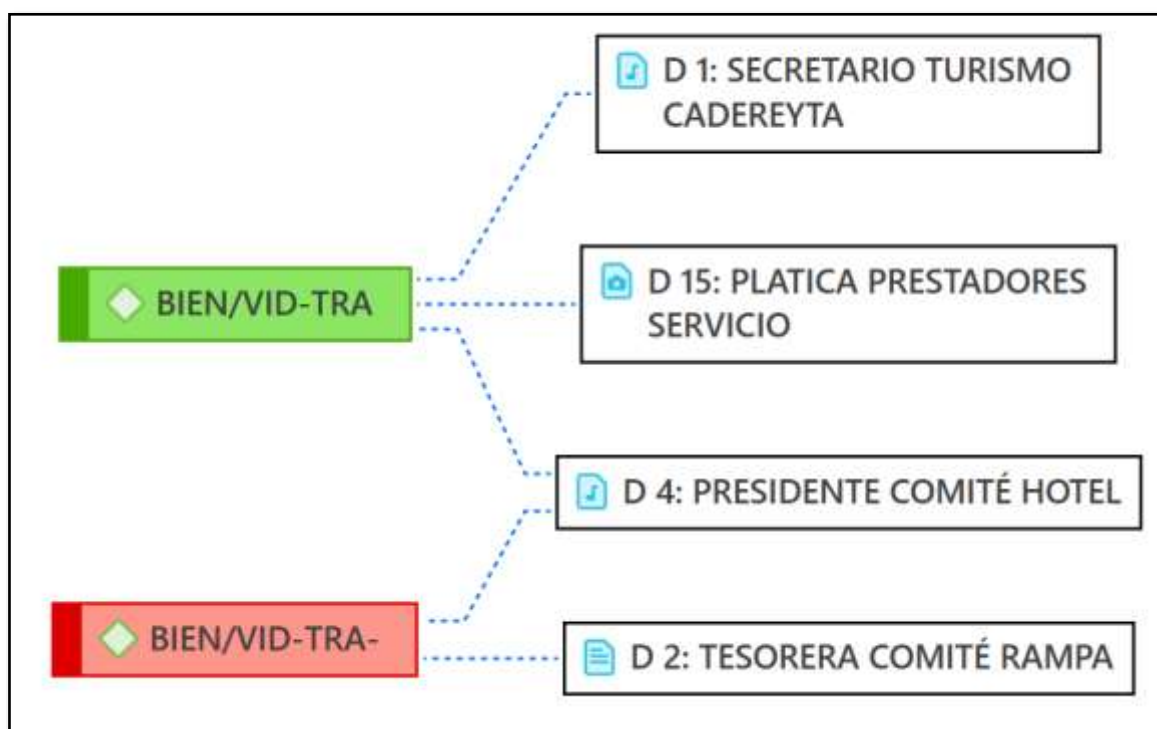 D 1: SECRETARIO TURISMO
CADEREYTA
BIEN/VID-TRA
D 15: PLATICA PRESTADORES
SERVICIO
D 4: PRESIDENTE COMITÉ HOTEL
BIEN/VID-TRA-
D 2: TESORERA COMITÉ RAMPA